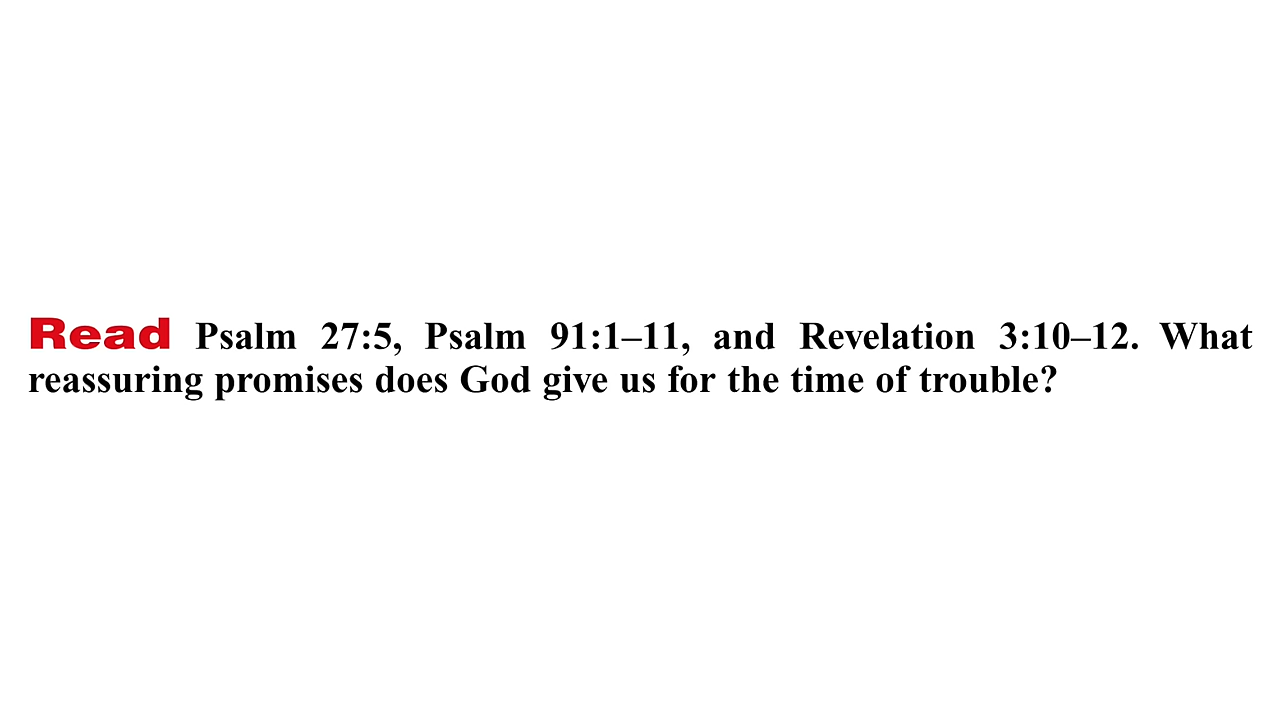 Read Psalm 27:5, Psalm 91:1–11, and Revelation 3:10–12. What
reassuring promises does God give us for the time of trouble?